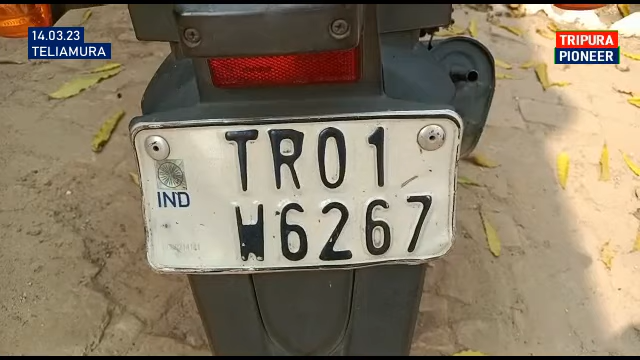 14.03.23
TELIAMURA
TRIPURA
PIONEER
TR01
IND
W6267